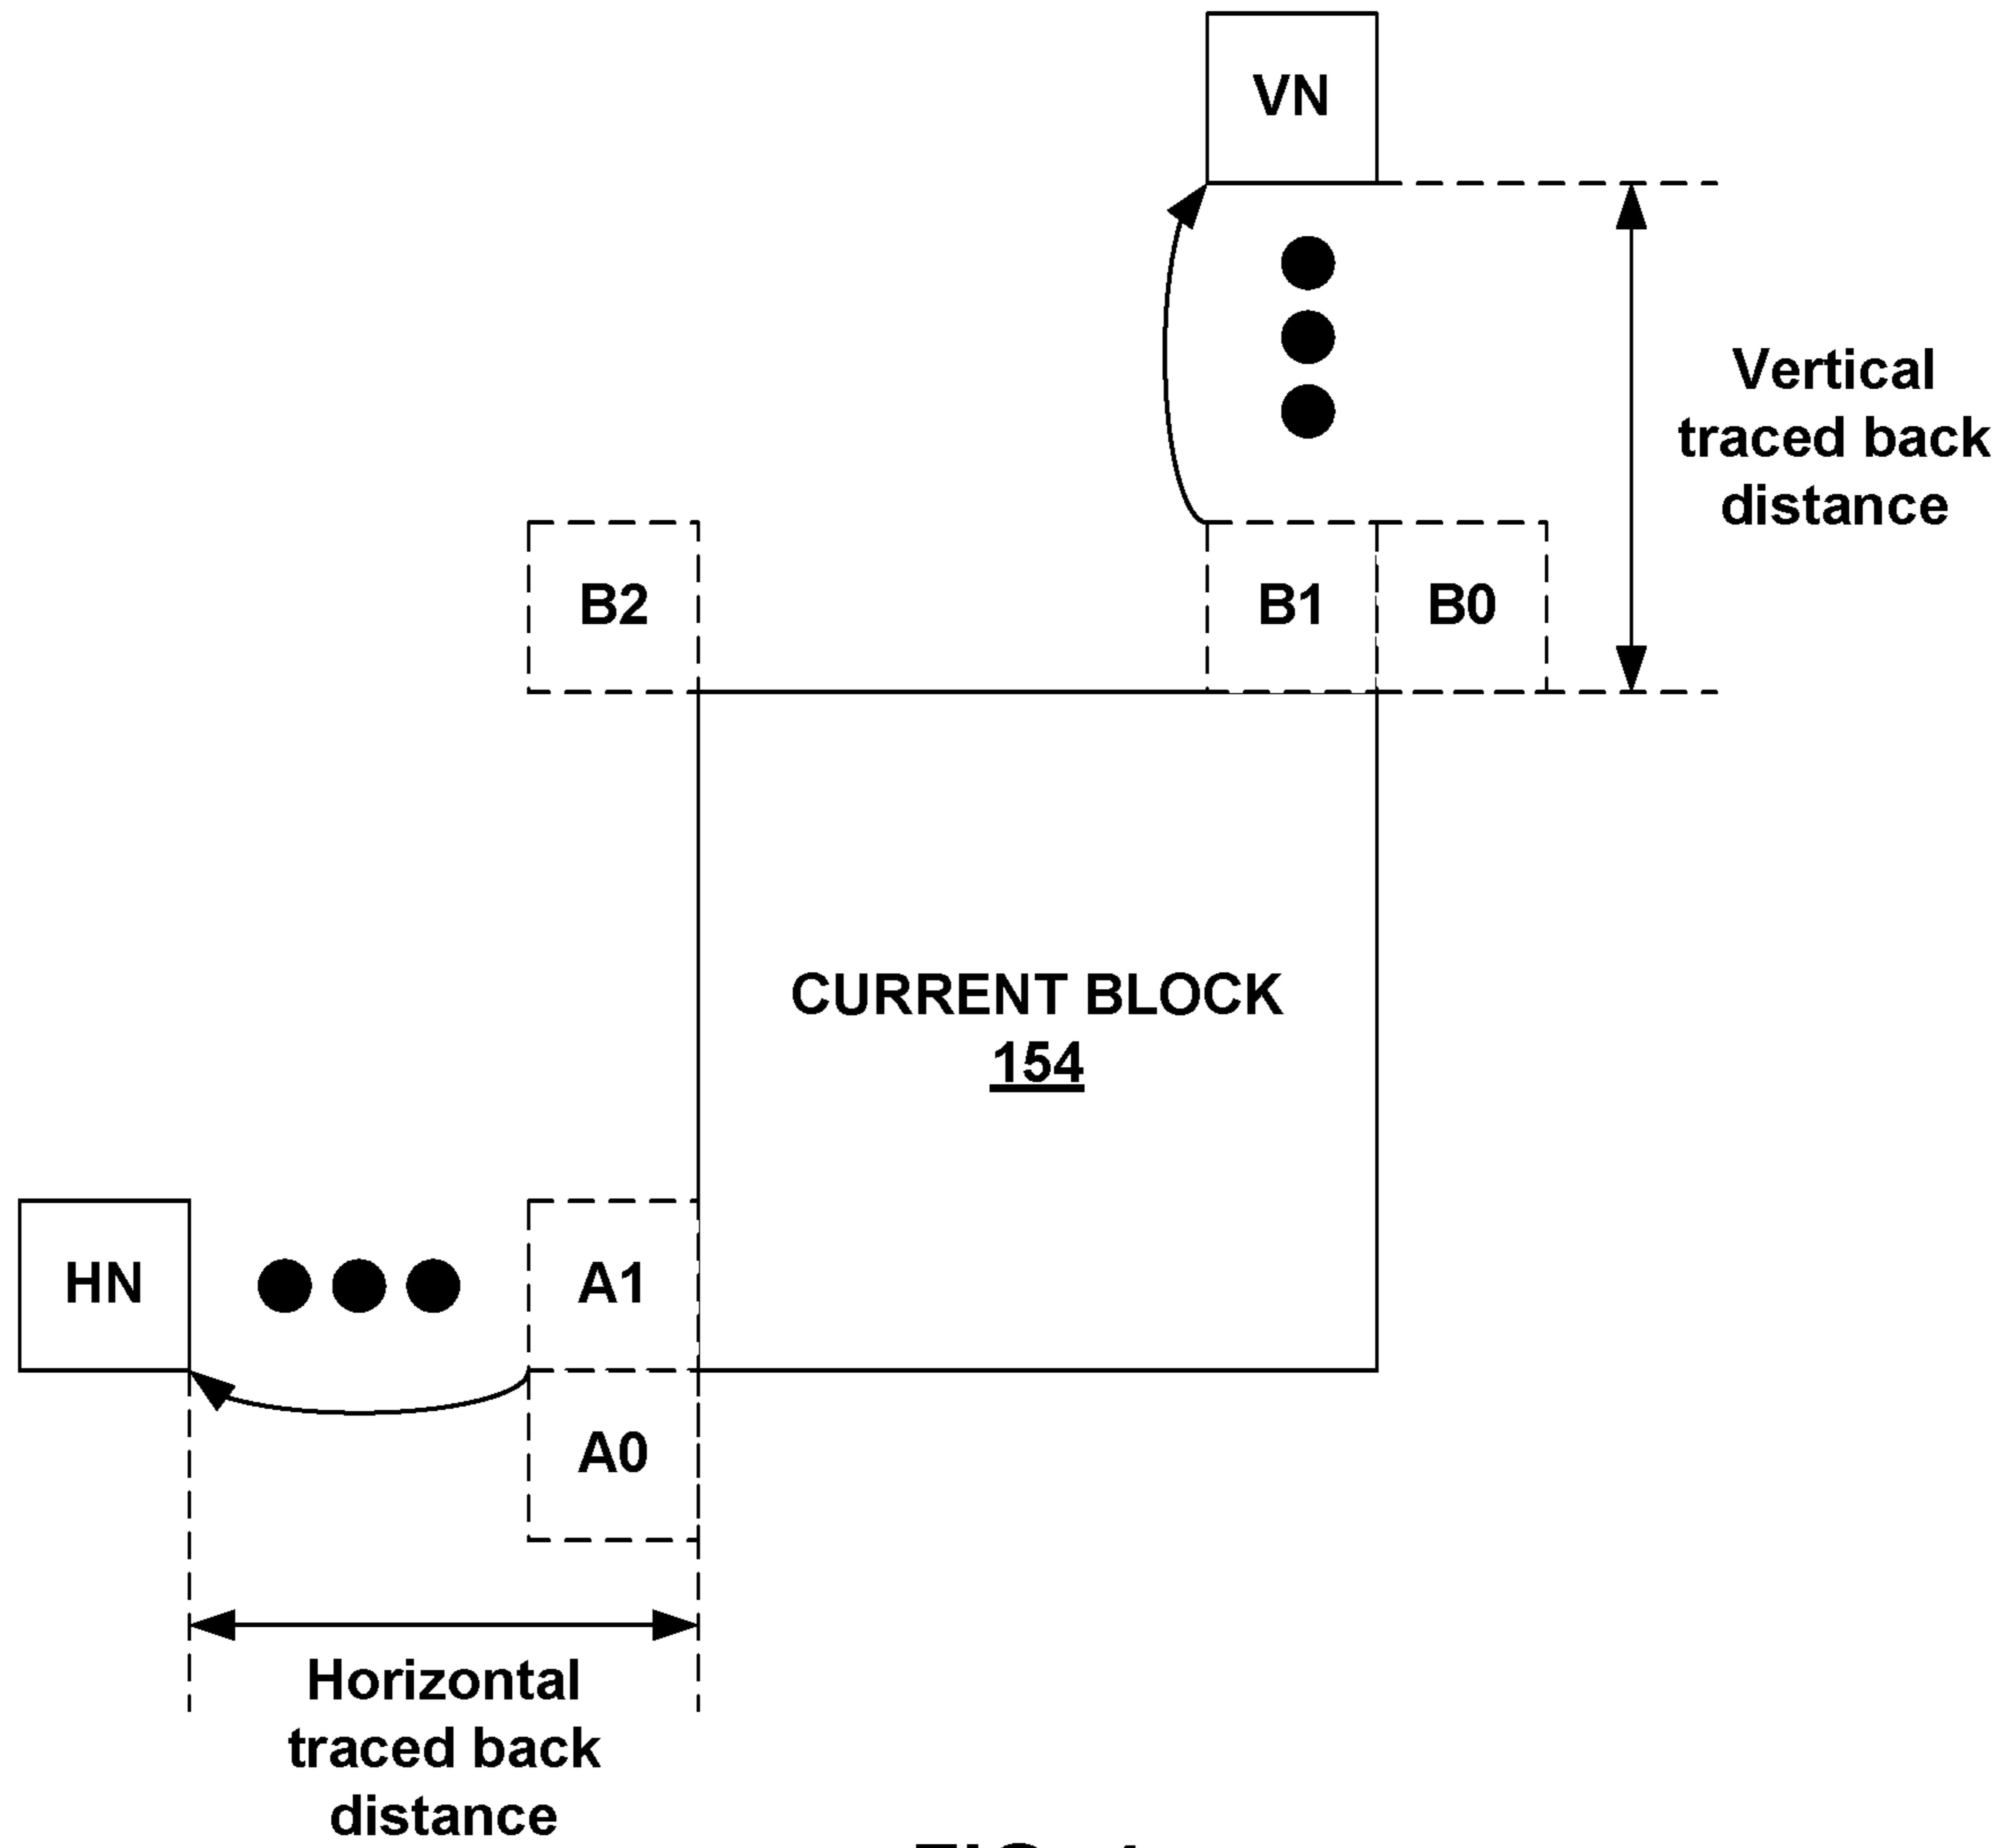 VN
Vertical
traced back
distance
B2
B1
B0
CURRENT BLOCK
154
HN
A1
A0
Horizontal
traced back
distance